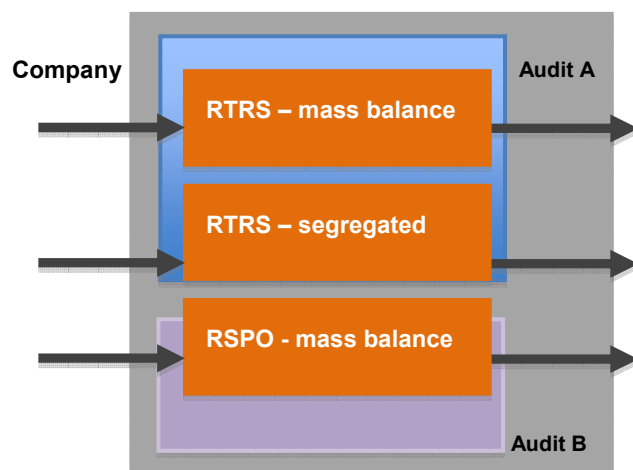 Company
Audit A
RTRS – mass balance
RTRS – segregated
RSPO - mass balance
Audit B